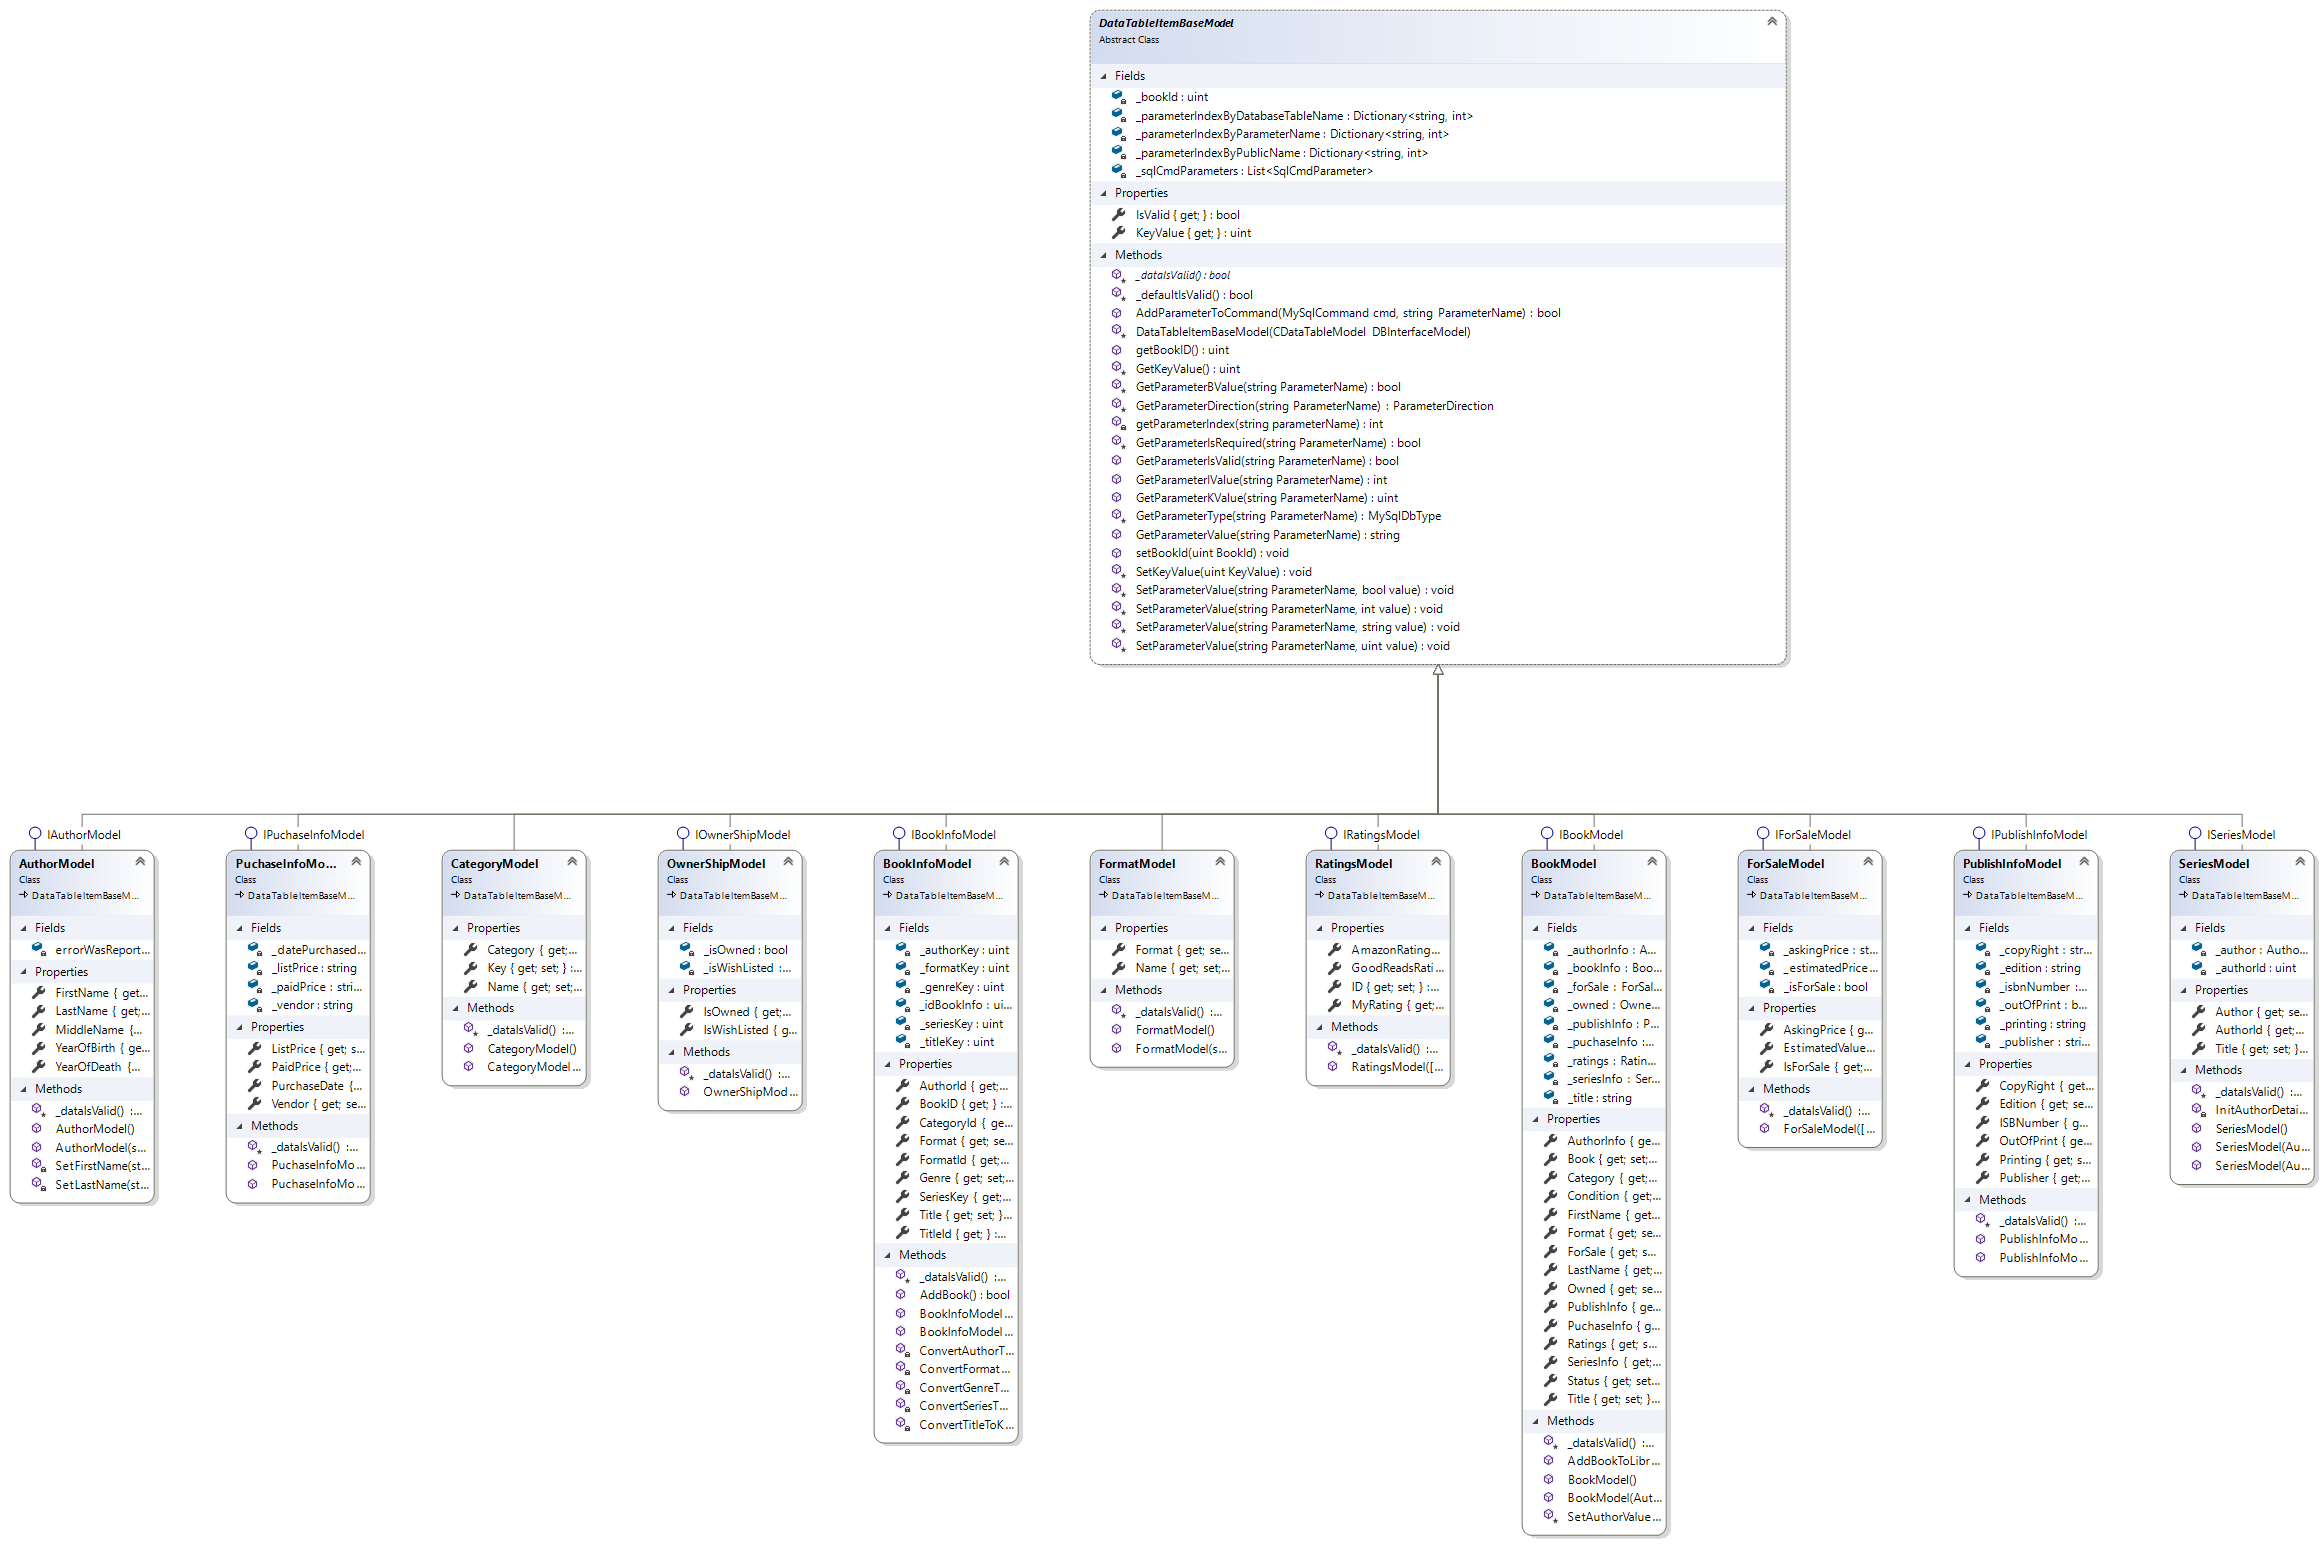 DataTableItemBaseModel
Abstract Class
Fields
_bookId : uint
_parameterIndexByDatabaseTableName : Dictionary<string, int>
_parameterIndexByParameterName : Dictionary<string, int>
_parameterIndexByPublicName : Dictionary<string, int>
_sqlCmdParameters : List<SqlCmdParameter>
Properties
IsValid { get; } : bool
KeyValue { get; } : uint
Methods
_dataIsValid() : bool
_defaultIsValid() : bool
AddParameterToCommand(MySqlCommand cmd, string ParameterName) : bool
DataTableItemBaseModel(CDataTableModel DBInterfaceModel)
getBookID() : uint
GetKeyValue() : uint
GetParameterBValue(string ParameterName) : bool
GetParameterDirection(string ParameterName) : ParameterDirection
getParameterIndex(string parameterName) : int
GetParameterIsRequired(string ParameterName) : bool
GetParameterIsValid(string ParameterName) : bool
GetParameterIValue(string ParameterName) : int
GetParameterKValue(string ParameterName) : uint
GetParameterType(string ParameterName) : MySqlDbType
GetParameterValue(string ParameterName) : string
setBookId(uint BookId) : void
SetKeyValue(uint KeyValue) : void
SetParameterValue(string ParameterName, bool value) : void
SetParameterValue(string ParameterName, int value) : void
SetParameterValue(string ParameterName, string value) : void
SetParameterValue(string ParameterName, uint value) : void
IAuthorModel
AuthorModel
Class
DataTableItemBaseM...
Fields
errorWasReport...
Properties
FirstName { get...
LastName { get;...
MiddleName {...
YearOfBirth { ge...
YearOfDeath {...
Methods
_dataIsValid() :...
AuthorModel()
AuthorModel(s...
SetFirstName(st...
SetLastName(st...
IPuchaseInfoModel
PuchaseInfoMo...
Class
DataTableItemBaseM...
Fields
_datePurchased...
_listPrice : string
_paidPrice : stri...
_vendor : string
Properties
ListPrice { get; s...
PaidPrice { get;...
PurchaseDate {...
Vendor { get; se...
Methods
_dataIsValid() :...
PuchaseInfoMo...
PuchaseInfoMo...
CategoryModel
Class
DataTableItemBaseM...
Properties
Category { get;...
Key { get; set; } :...
Name { get; set;...
Methods
_dataIsValid() :...
CategoryModel()
CategoryModel...
IOwnerShipModel
OwnerShipModel
Class
DataTableItemBaseM...
Fields
_isOwned : bool
_isWishListed :...
Properties
IsOwned { get;...
IsWishListed { g...
Methods
_dataIsValid() :...
OwnerShipMod...
IBookInfoModel
BookInfoModel
Class
DataTableItemBaseM...
Fields
_authorKey : uint
_formatKey : uint
_genreKey : uint
_idBookInfo : ui...
_seriesKey : uint
_titleKey : uint
Properties
AuthorId { get;...
BookID { get; } :...
CategoryId { ge...
Format { get; se...
FormatId { get;...
Genre { get; set;...
SeriesKey { get;...
Title { get; set; }...
TitleId { get; } :...
Methods
_dataIsValid() :...
AddBook() : bool
BookInfoModel...
BookInfoModel...
ConvertAuthorT...
ConvertFormat...
ConvertGenreT...
ConvertSeriesT...
ConvertTitleToK...
FormatModel
Class
DataTableItemBaseM...
Properties
Format { get; se...
Name { get; set;...
Methods
_dataIsValid() :...
FormatModel()
FormatModel(s...
IRatingsModel
RatingsModel
Class
DataTableItemBaseM...
Properties
AmazonRating...
GoodReadsRati...
ID { get; set; } :...
MyRating { get;...
Methods
_dataIsValid() :...
RatingsModel([...
IBookModel
BookModel
Class
DataTableItemBaseM...
Fields
_authorInfo : A...
_bookInfo : Boo...
_forSale : ForSal...
_owned : Owne...
_publishInfo : P...
_puchaseInfo :...
_ratings : Ratin...
_seriesInfo : Ser...
_title : string
Properties
AuthorInfo { ge...
Book { get; set;...
Category { get;...
Condition { get;...
FirstName { get...
Format { get; se...
ForSale { get; s...
LastName { get;...
Owned { get; se...
PublishInfo { ge...
PuchaseInfo { g...
Ratings { get; s...
SeriesInfo { get;...
Status { get; set...
Title { get; set; }...
Methods
_dataIsValid() :...
AddBookToLibr...
BookModel()
BookModel(Aut...
SetAuthorValue...
IForSaleModel
ForSaleModel
Class
DataTableItemBaseM...
Fields
_askingPrice : st...
_estimatedPrice...
_isForSale : bool
Properties
AskingPrice { g...
EstimatedValue...
IsForSale { get;...
Methods
_dataIsValid() :...
ForSaleModel([...
IPublishInfoModel
PublishInfoModel
Class
DataTableItemBaseM...
Fields
_copyRight : str...
_edition : string
_isbnNumber :...
_outOfPrint : b...
_printing : string
_publisher : stri...
Properties
CopyRight { get...
Edition { get; se...
ISBNumber { g...
OutOfPrint { ge...
Printing { get; s...
Publisher { get;...
Methods
_dataIsValid() :...
PublishInfoMo...
PublishInfoMo...
ISeriesModel
SeriesModel
Class
DataTableItemBaseM...
Fields
_author : Autho...
_authorId : uint
Properties
Author { get; se...
AuthorId { get;...
Title { get; set; }...
Methods
_dataIsValid() :...
InitAuthorDetai...
SeriesModel()
SeriesModel(Au...
SeriesModel(Au...